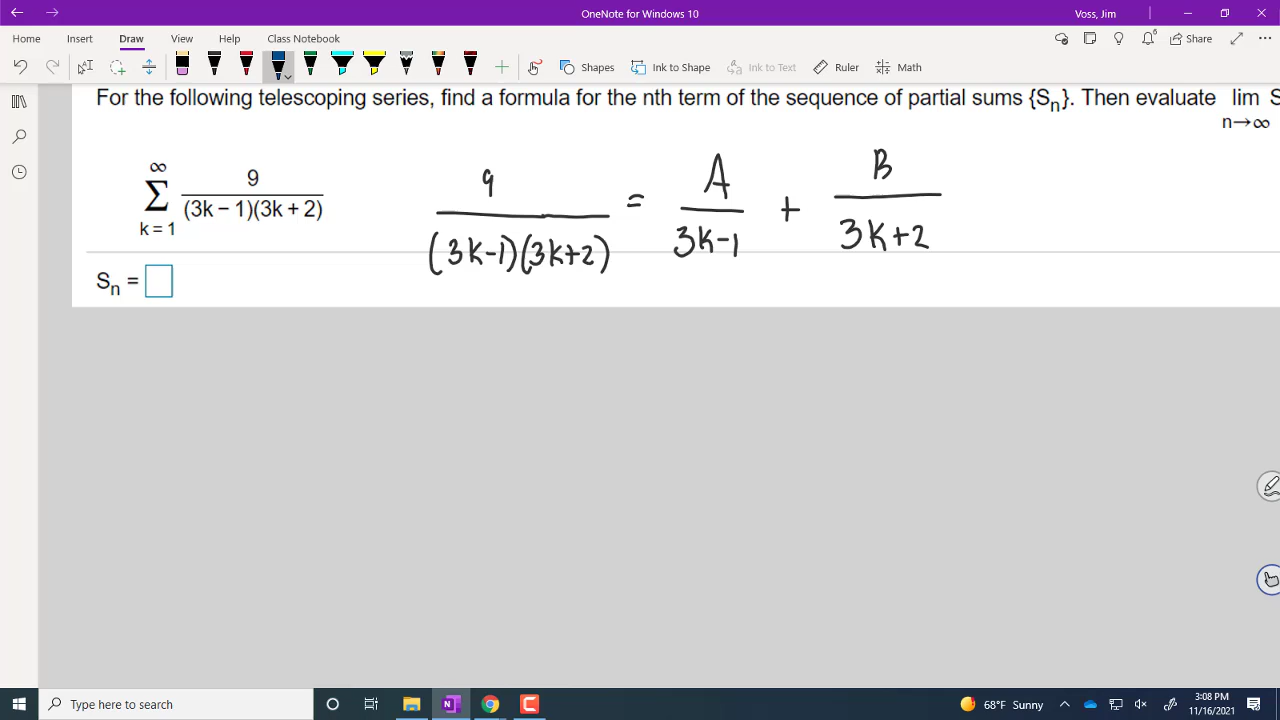 OneNote for Windows 10
Voss, Jim
Home Insert Draw View Help Class Notebook
Share
Shapes Ink to Shape Ink to Text Ruler Math
For the following telescoping series, find a formula for the nth term of the sequence of partial sums {Sn}. Then evaluate lim S
n→∞
∞
Σ 9/((3k − 1)(3k + 2))
k = 1
9/((3k-1)(3k+2)) = A/(3k-1) + B/(3k+2)
Sn =
Type here to search
68°F Sunny
3:08 PM
11/16/2021